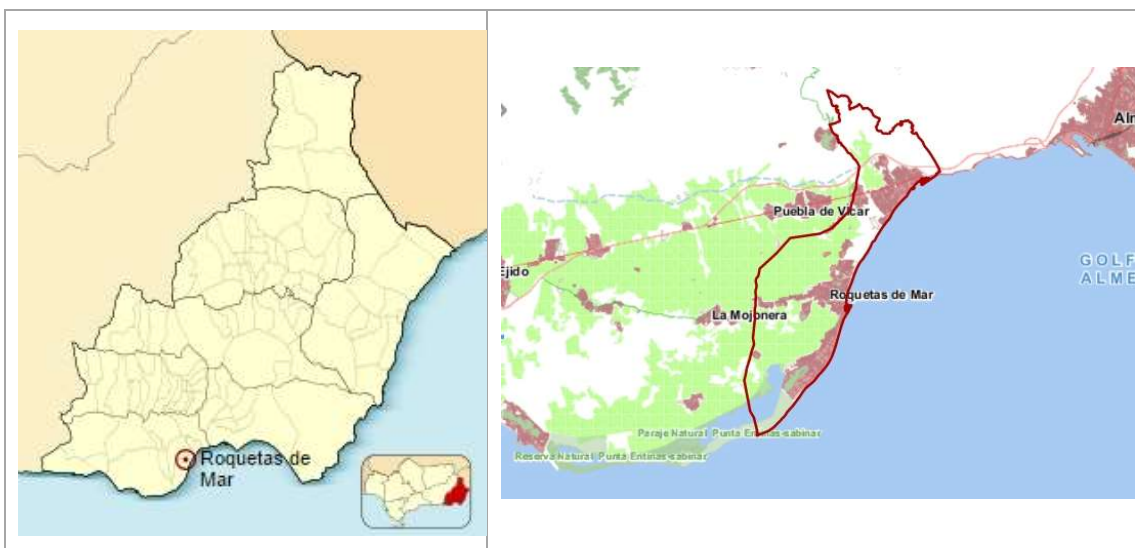 Roquetas de
Mar
Alm
Puebla de Vicar
GOLF
ALME
Ejido
Roquetas de Mar
La Mojonera
Paraje Natural Punta Entinas-sabinar
Reserva Natural Punta Entinas-sabinar